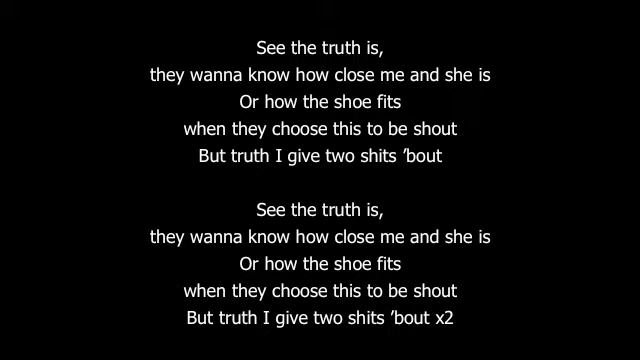 See the truth is,
they wanna know how close me and she is
Or how the shoe fits
when they choose this to be shout
But truth I give two shits ’bout
See the truth is,
they wanna know how close me and she is
Or how the shoe fits
when they choose this to be shout
But truth I give two shits ’bout x2